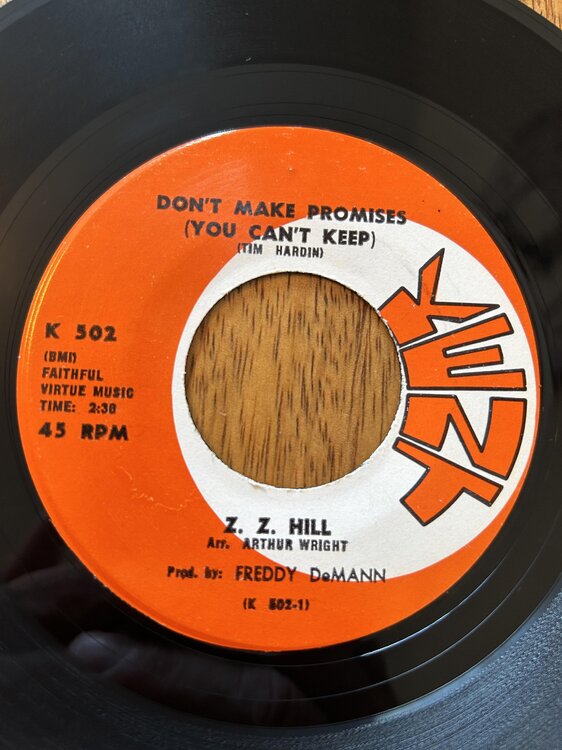 DON'T MAKE PROMISES
(YOU CAN'T KEEP)
(TIM HARDIN)
K 502
(BMI)
FAITHFUL
VIRTUE MUSIC
TIME: 2:38
45 RPM
KENT
Z. Z. HILL
Arr. ARTHUR WRIGHT
Prod. by: FREDDY DeMANN
(K 502-1)